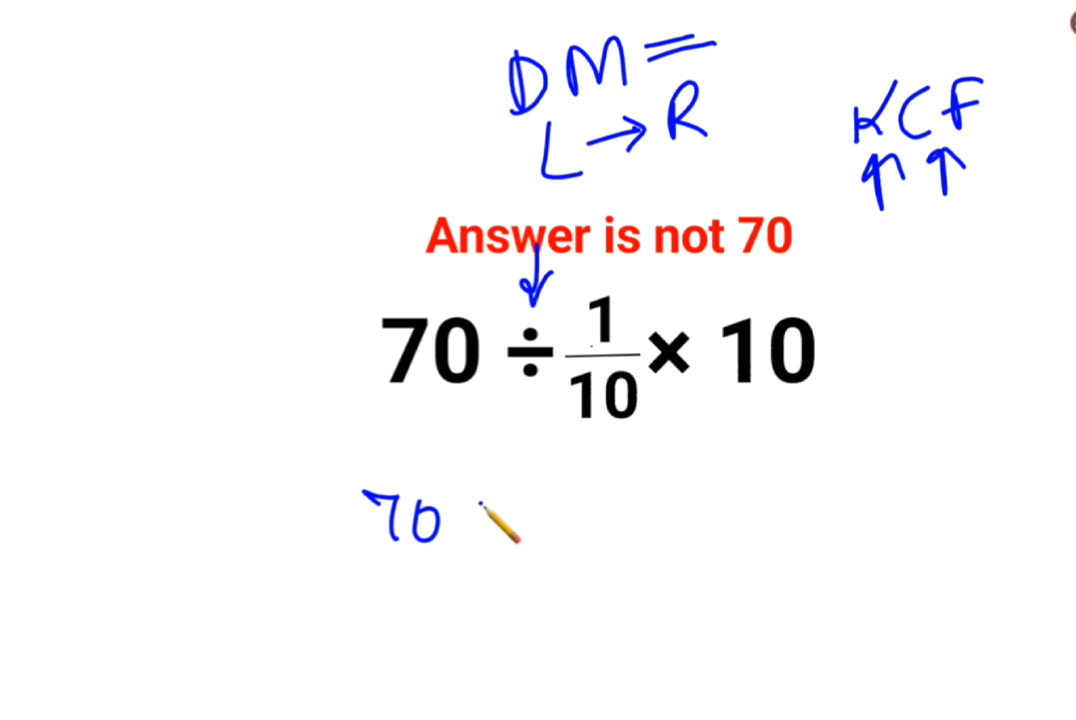 DM
L → R
KCF
↑ ↑
Answer is not 70
70 ÷ 1/10 × 10
70